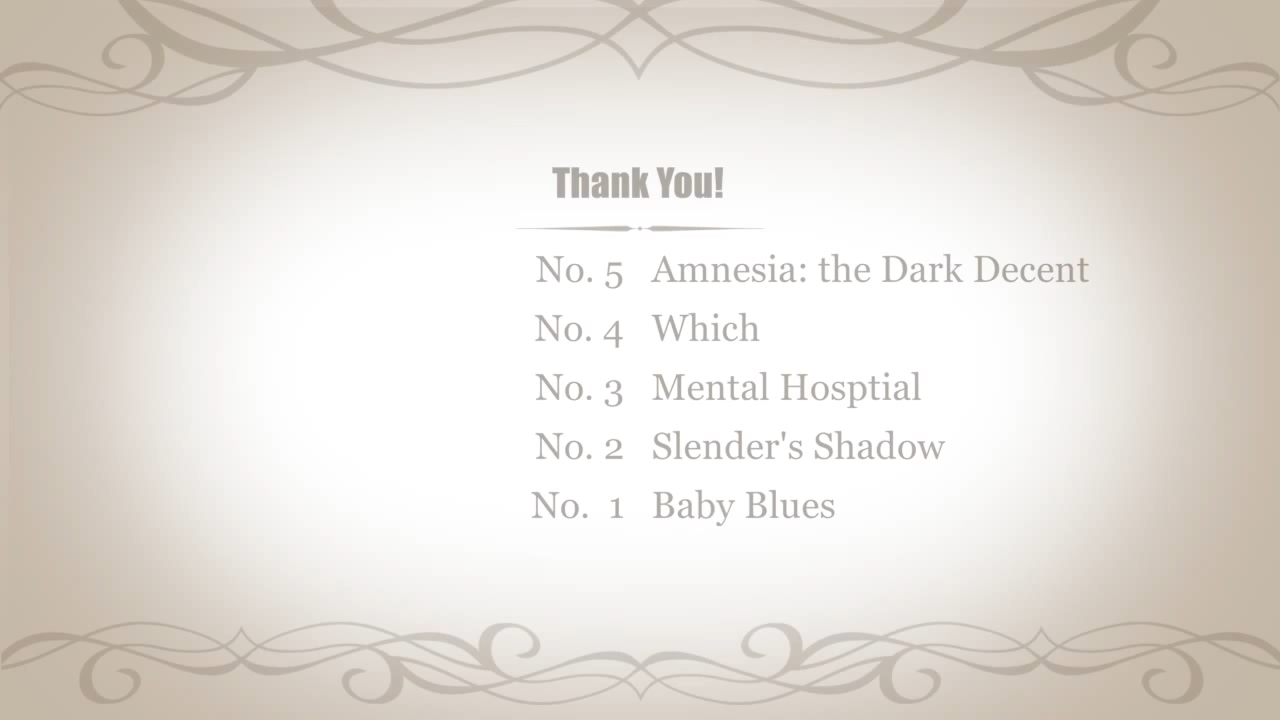 Thank You!
No. 5 Amnesia: the Dark Decent
No. 4 Which
No. 3 Mental Hosptial
No. 2 Slender's Shadow
No. 1 Baby Blues